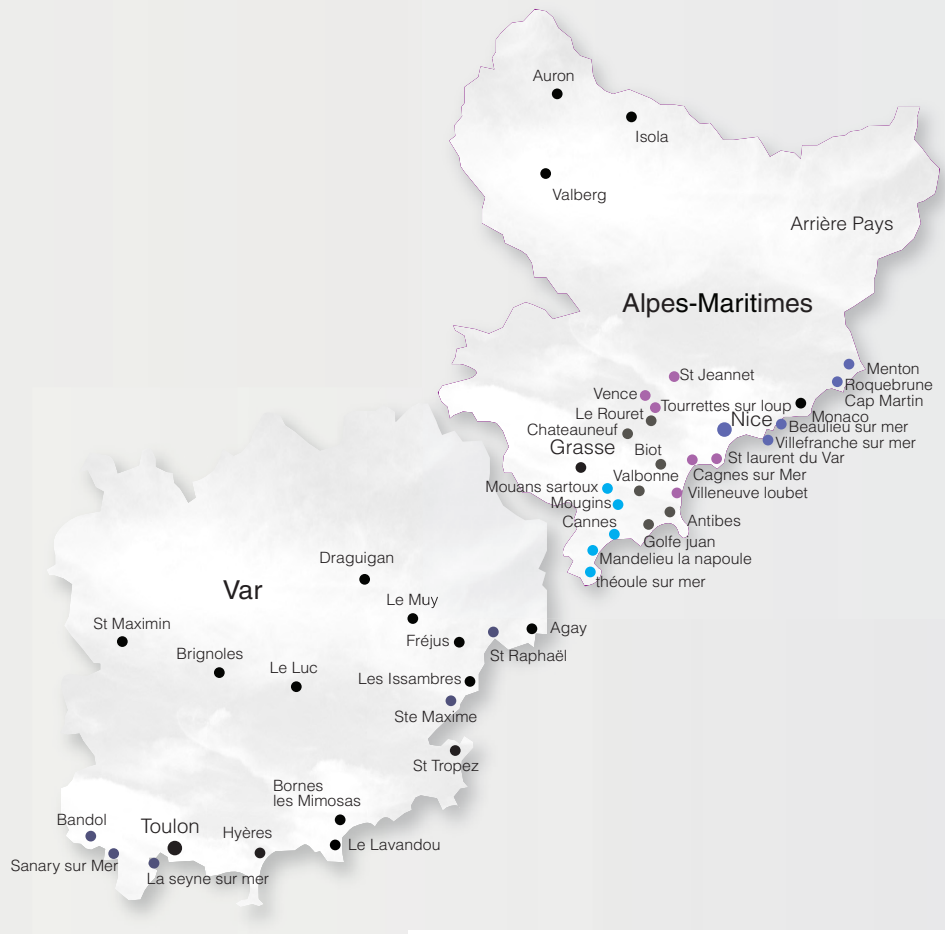 Auron
Isola
Valberg
Arrière Pays
Alpes-Maritimes
Menton
St Jeannet
Roquebrune
Cap Martin
Vence
Tourrettes sur loup
Le Rouret
Monaco
Nice
Beaulieu sur mer
Chateauneuf
Villefranche sur mer
Grasse
Biot
St laurent du Var
Valbonne
Cagnes sur Mer
Mouans sartoux
Villeneuve loubet
Mougins
Cannes
Antibes
Golfe juan
Mandelieu la napoule
théoule sur mer
Draguigan
Var
Le Muy
St Maximin
Agay
Fréjus
Brignoles
St Raphaël
Le Luc
Les Issambres
Ste Maxime
St Tropez
Bornes
les Mimosas
Bandol
Toulon
Hyères
Le Lavandou
Sanary sur Mer
La seyne sur mer